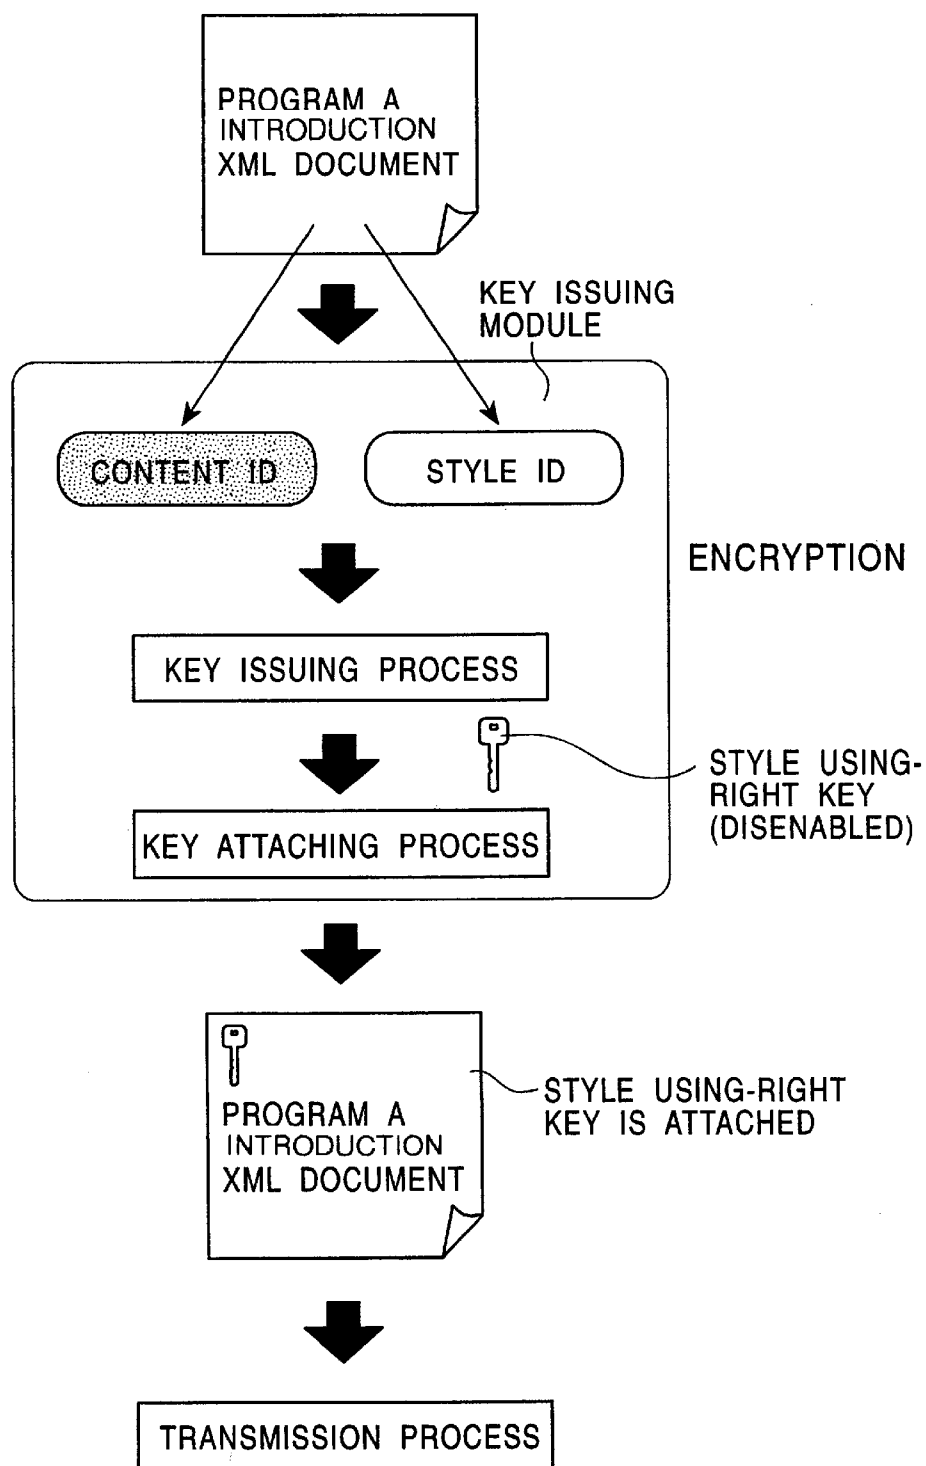 PROGRAM A
INTRODUCTION
XML DOCUMENT
KEY ISSUING
MODULE
CONTENT ID
STYLE ID
ENCRYPTION
KEY ISSUING PROCESS
STYLE USING-
RIGHT KEY
(DISENABLED)
KEY ATTACHING PROCESS
STYLE USING-RIGHT
KEY IS ATTACHED
PROGRAM A
INTRODUCTION
XML DOCUMENT
TRANSMISSION PROCESS